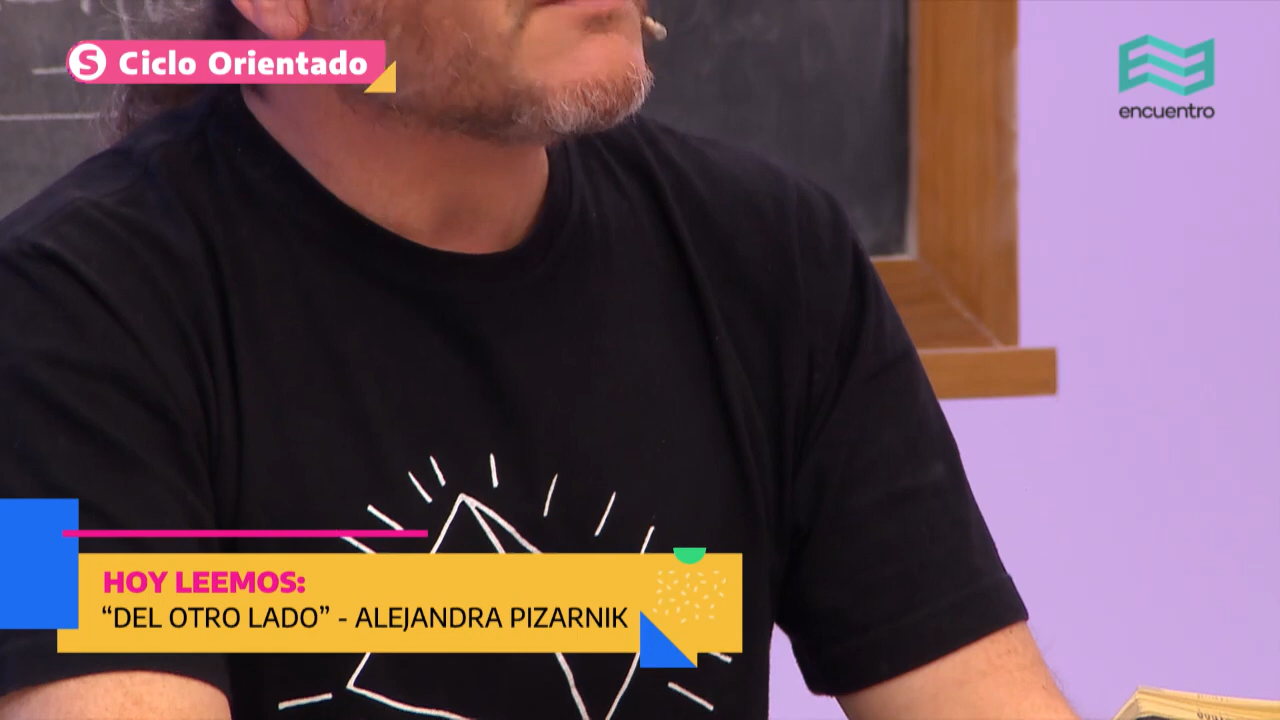 S Ciclo Orientado
encuentro
HOY LEEMOS:
“DEL OTRO LADO” - ALEJANDRA PIZARNIK